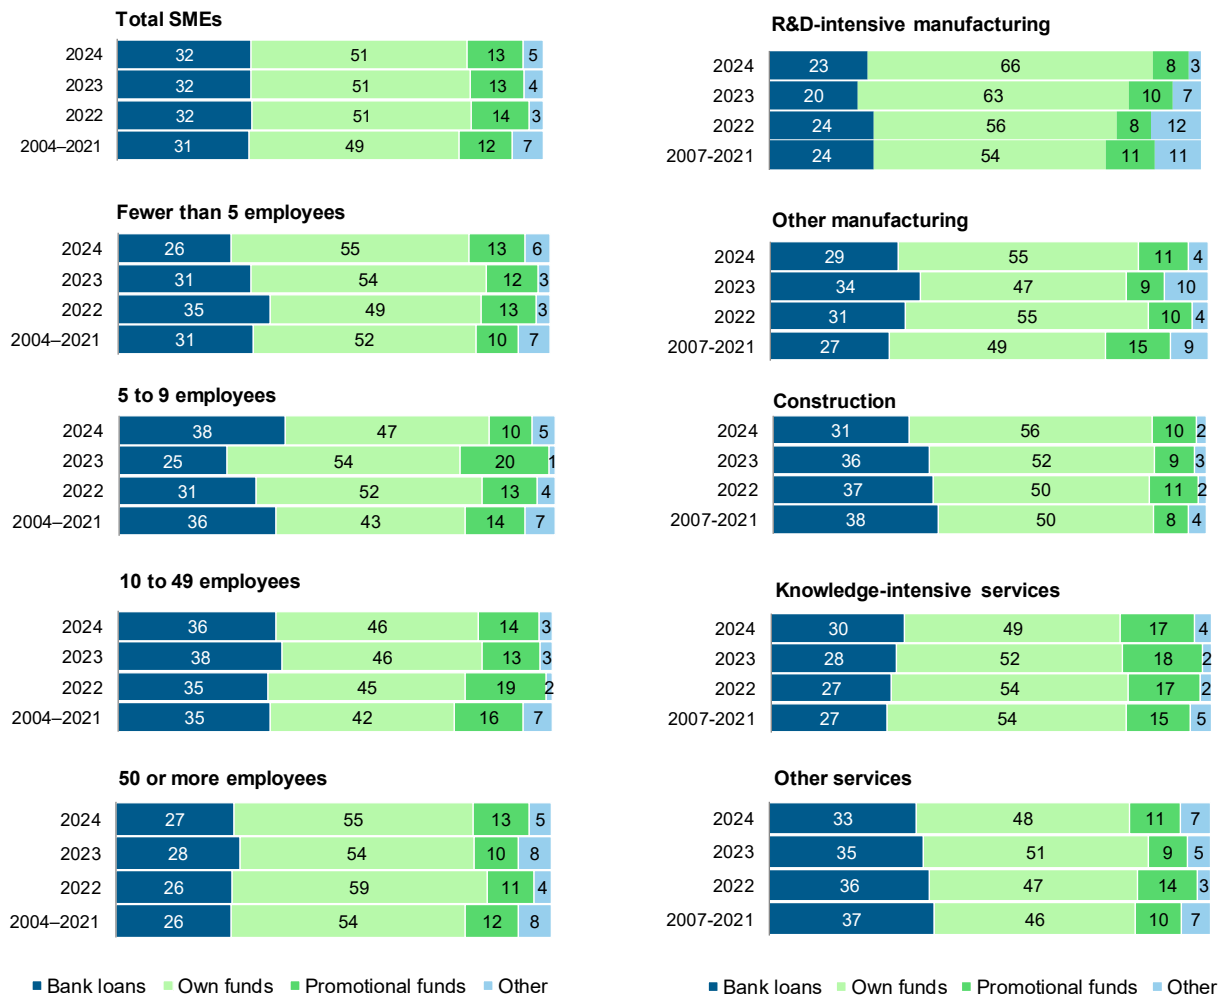 Total SMEs
2024 32 51 13 5
2023 32 51 13 4
2022 32 51 14 3
2004–2021 31 49 12 7
Fewer than 5 employees
2024 26 55 13 6
2023 31 54 12 3
2022 35 49 13 3
2004–2021 31 52 10 7
5 to 9 employees
2024 38 47 10 5
2023 25 54 20 1
2022 31 52 13 4
2004–2021 36 43 14 7
10 to 49 employees
2024 36 46 14 3
2023 38 46 13 3
2022 35 45 19 2
2004–2021 35 42 16 7
50 or more employees
2024 27 55 13 5
2023 28 54 10 8
2022 26 59 11 4
2004–2021 26 54 12 8
Bank loans Own funds Promotional funds Other
R&D-intensive manufacturing
2024 23 66 8 3
2023 20 63 10 7
2022 24 56 8 12
2007-2021 24 54 11 11
Other manufacturing
2024 29 55 11 4
2023 34 47 9 10
2022 31 55 10 4
2007-2021 27 49 15 9
Construction
2024 31 56 10 2
2023 36 52 9 3
2022 37 50 11 2
2007-2021 38 50 8 4
Knowledge-intensive services
2024 30 49 17 4
2023 28 52 18 2
2022 27 54 17 2
2007-2021 27 54 15 5
Other services
2024 33 48 11 7
2023 35 51 9 5
2022 36 47 14 3
2007-2021 37 46 10 7
Bank loans Own funds Promotional funds Other